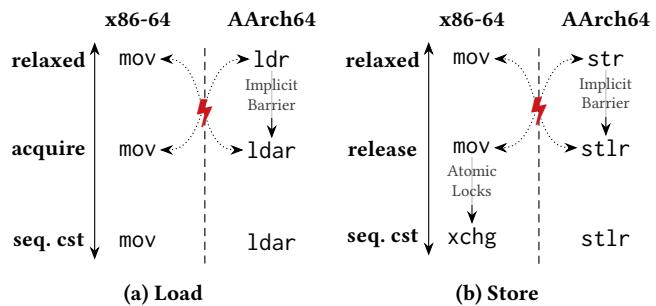 x86-64 AArch64 x86-64 AArch64
relaxed mov ldr relaxed mov str
Implicit Implicit
Barrier Barrier
acquire mov ldar release mov stlr
Atomic
Locks
seq. cst mov ldar seq. cst xchg stlr
(a) Load (b) Store